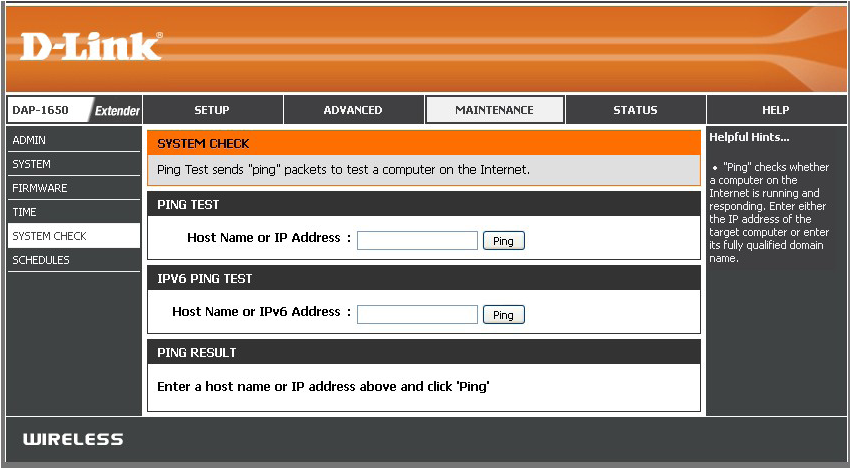 D-Link®
DAP-1650 Extender SETUP ADVANCED MAINTENANCE STATUS HELP
ADMIN
SYSTEM
FIRMWARE
TIME
SYSTEM CHECK
SCHEDULES
SYSTEM CHECK
Ping Test sends "ping" packets to test a computer on the Internet.
PING TEST
Host Name or IP Address : Ping
IPV6 PING TEST
Host Name or IPv6 Address : Ping
PING RESULT
Enter a host name or IP address above and click 'Ping'
Helpful Hints...
• "Ping" checks whether
a computer on the
Internet is running and
responding. Enter either
the IP address of the
target computer or enter
its fully qualified domain
name.
WIRELESS